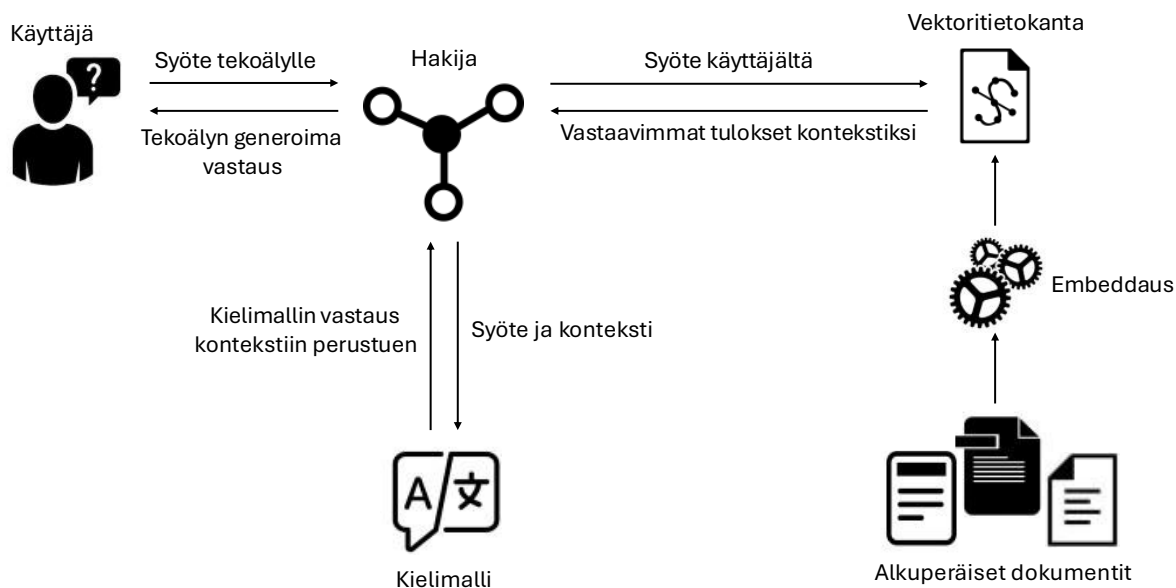 Käyttäjä
Vektoritietokanta
?
Syöte tekoälylle
Hakija
Syöte käyttäjältä
Tekoälyn generoima
vastaus
Vastaavimmat tulokset kontekstiksi
Embeddaus
Kielimallin vastaus
kontekstiin perustuen
Syöte ja konteksti
A 文
Kielimalli
Alkuperäiset dokumentit